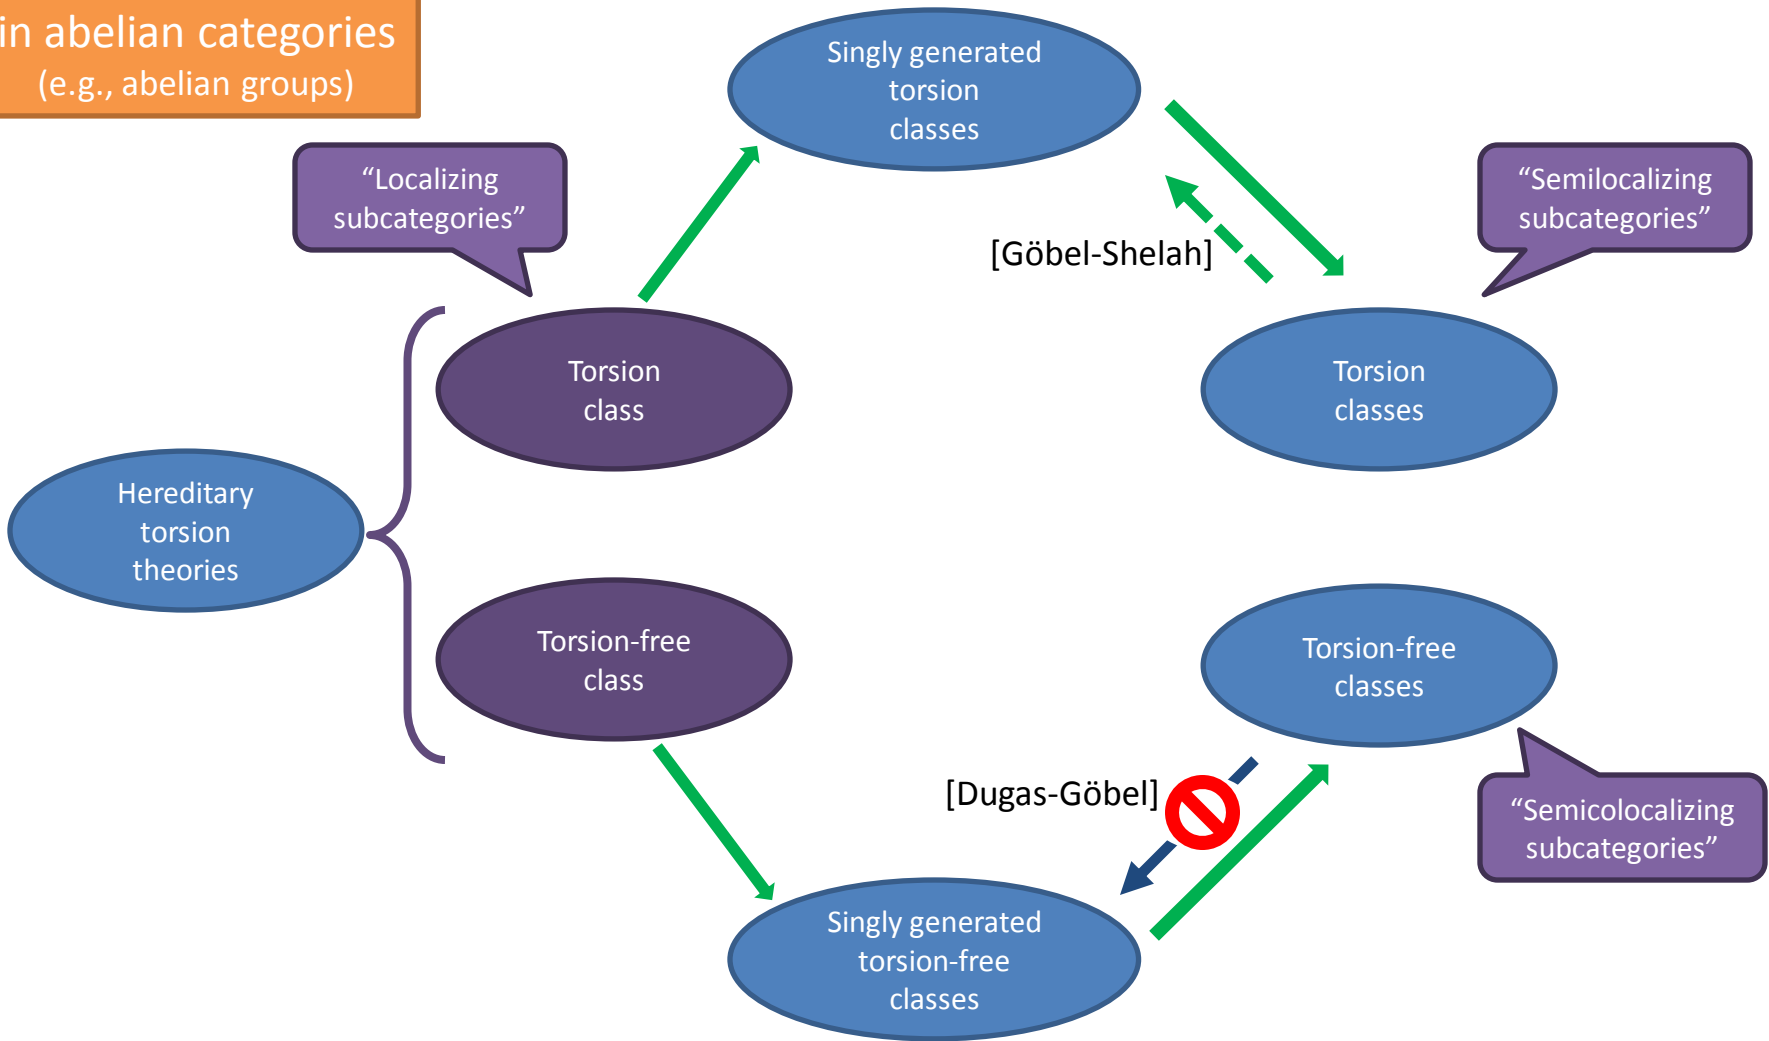 in abelian categories
(e.g., abelian groups)
Singly generated
torsion
classes
“Localizing
subcategories”
“Semilocalizing
subcategories”
[Göbel-Shelah]
Torsion
class
Torsion
classes
Hereditary
torsion
theories
Torsion-free
class
Torsion-free
classes
[Dugas-Göbel]
“Semicolocalizing
subcategories”
Singly generated
torsion-free
classes